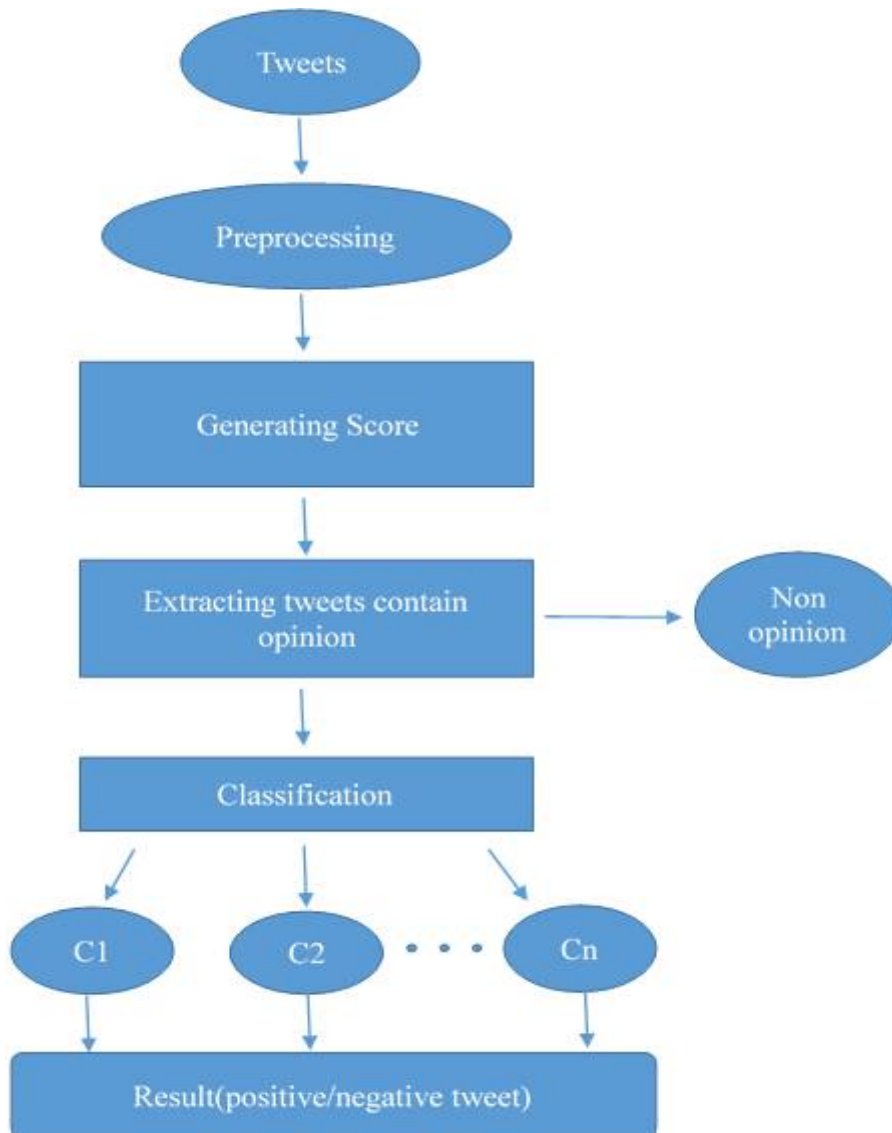 Tweets
Preprocessing
Generating Score
Extracting tweets contain
opinion
Non
opinion
Classification
C1
C2
Cn
Result(positive/negative tweet)